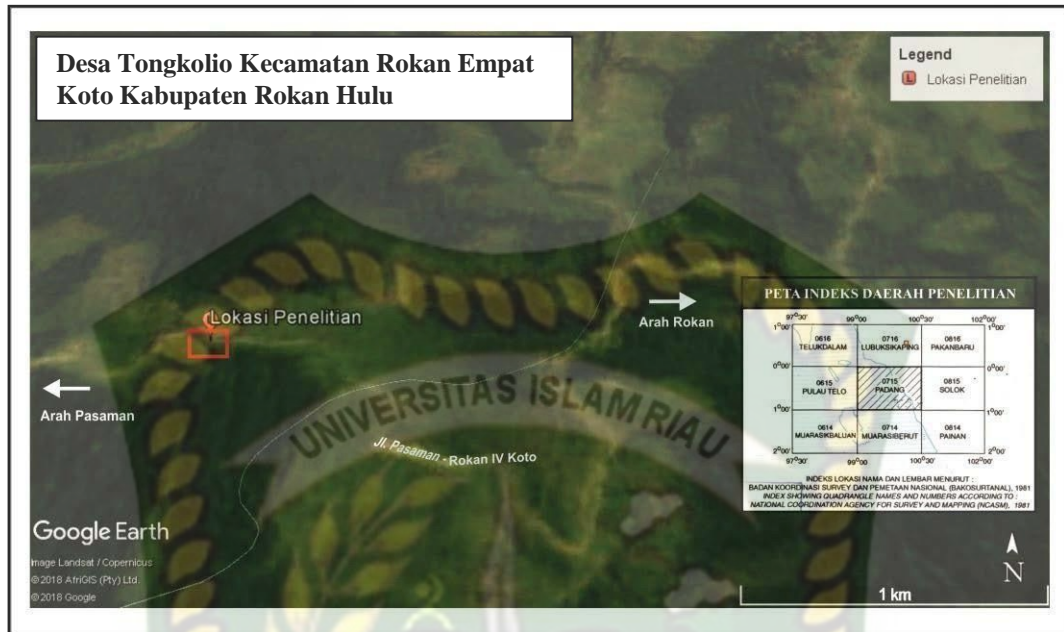 Desa Tongkolio Kecamatan Rokan Empat
Koto Kabupaten Rokan Hulu
Legend
L Lokasi Penelitian
Lokasi Penelitian
Arah Rokan
Arah Pasaman
UNIVERSITAS ISLAM RIAU
Jl. Pasaman - Rokan IV Koto
PETA INDEKS DAERAH PENELITIAN
97°30' 99°00' 100°30' 102°00'
1°00' 1°00'
0616 0716 0816
TELUKDALAM LUBUKSIKAPING PAKANBARU
0°00' 0°00'
0615 0715 0815
PULAU TELO PADANG SOLOK
1°00' 1°00'
0614 0714 0814
MUARASIKBALUAN MUARASIBERUT PAINAN
2°00' 2°00'
97°30' 99°00' 100°30' 102°00'
INDEKS LOKASI NAMA DAN LEMBAR MENURUT :
BADAN KOORDINASI SURVEY DAN PEMETAAN NASIONAL (BAKOSURTANAL), 1981
INDEX SHOWING QUADRANGLE NAMES AND NUMBERS ACCORDING TO :
NATIONAL COORDINATION AGENCY FOR SURVEY AND MAPPING (NCASM), 1981
Google Earth
Image Landsat / Copernicus
© 2018 AfriGIS (Pty) Ltd.
© 2018 Google
N
1 km